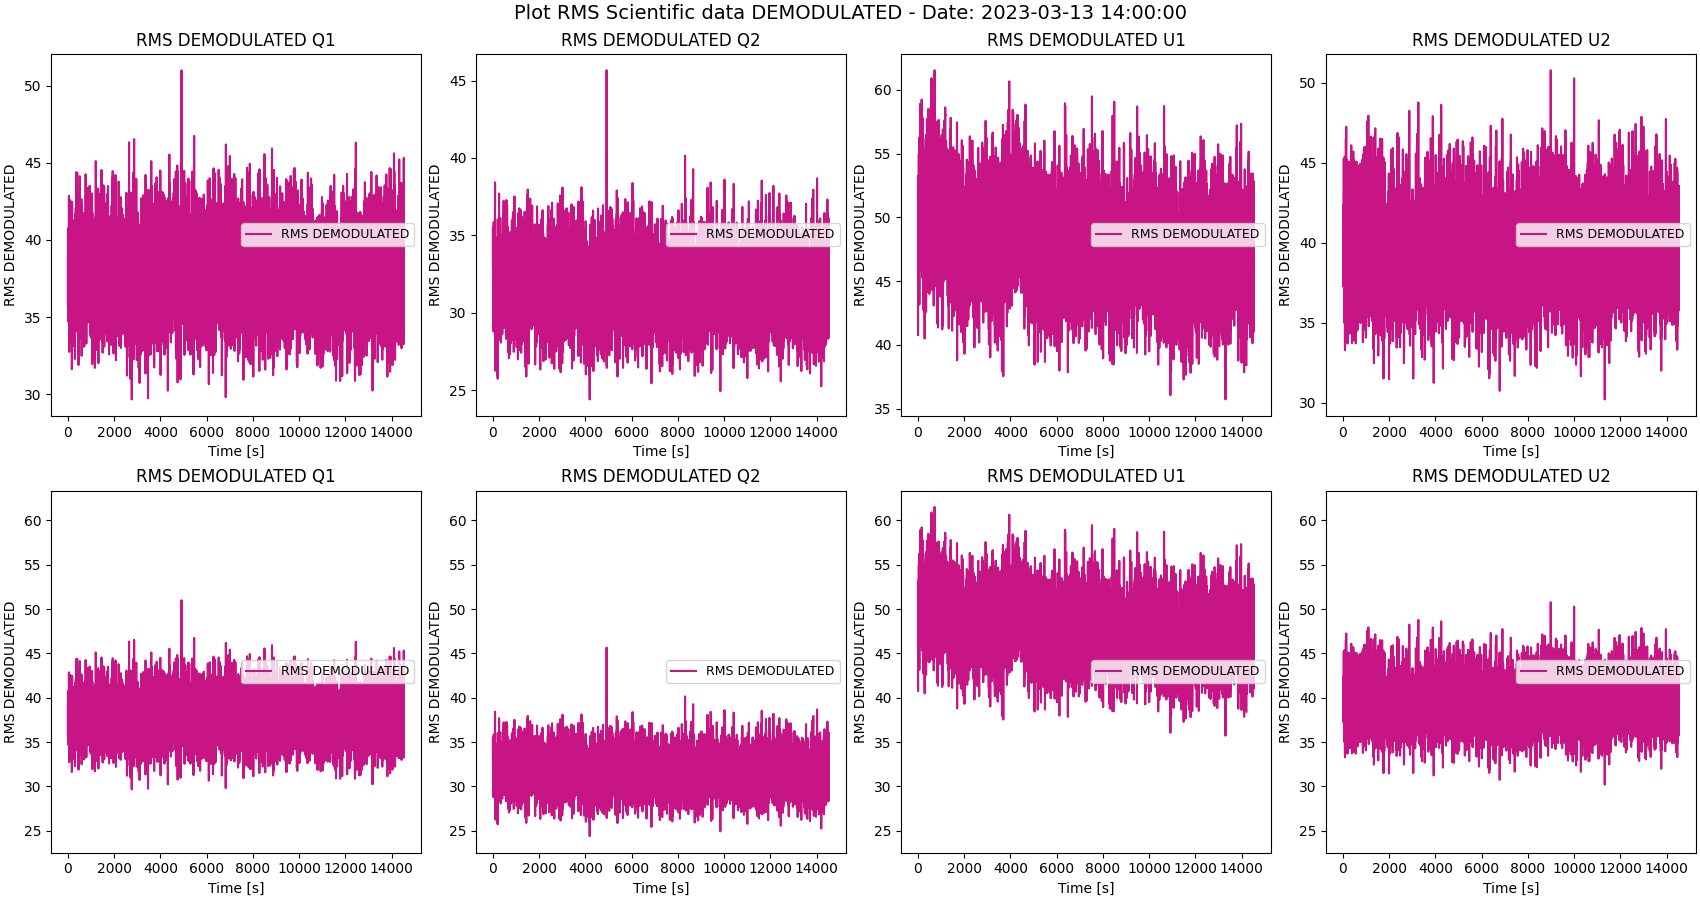 Plot RMS Scientific data DEMODULATED - Date: 2023-03-13 14:00:00
RMS DEMODULATED Q1
RMS DEMODULATED
50
45
40
35
30
RMS DEMODULATED
0 2000 4000 6000 8000 10000 12000 14000
Time [s]
RMS DEMODULATED Q2
RMS DEMODULATED
45
40
35
30
25
RMS DEMODULATED
0 2000 4000 6000 8000 10000 12000 14000
Time [s]
RMS DEMODULATED U1
RMS DEMODULATED
60
55
50
45
40
35
RMS DEMODULATED
0 2000 4000 6000 8000 10000 12000 14000
Time [s]
RMS DEMODULATED U2
RMS DEMODULATED
50
45
40
35
30
RMS DEMODULATED
0 2000 4000 6000 8000 10000 12000 14000
Time [s]
RMS DEMODULATED Q1
RMS DEMODULATED
60
55
50
45
40
35
30
25
RMS DEMODULATED
0 2000 4000 6000 8000 10000 12000 14000
Time [s]
RMS DEMODULATED Q2
RMS DEMODULATED
60
55
50
45
40
35
30
25
RMS DEMODULATED
0 2000 4000 6000 8000 10000 12000 14000
Time [s]
RMS DEMODULATED U1
RMS DEMODULATED
60
55
50
45
40
35
30
25
RMS DEMODULATED
0 2000 4000 6000 8000 10000 12000 14000
Time [s]
RMS DEMODULATED U2
RMS DEMODULATED
60
55
50
45
40
35
30
25
RMS DEMODULATED
0 2000 4000 6000 8000 10000 12000 14000
Time [s]